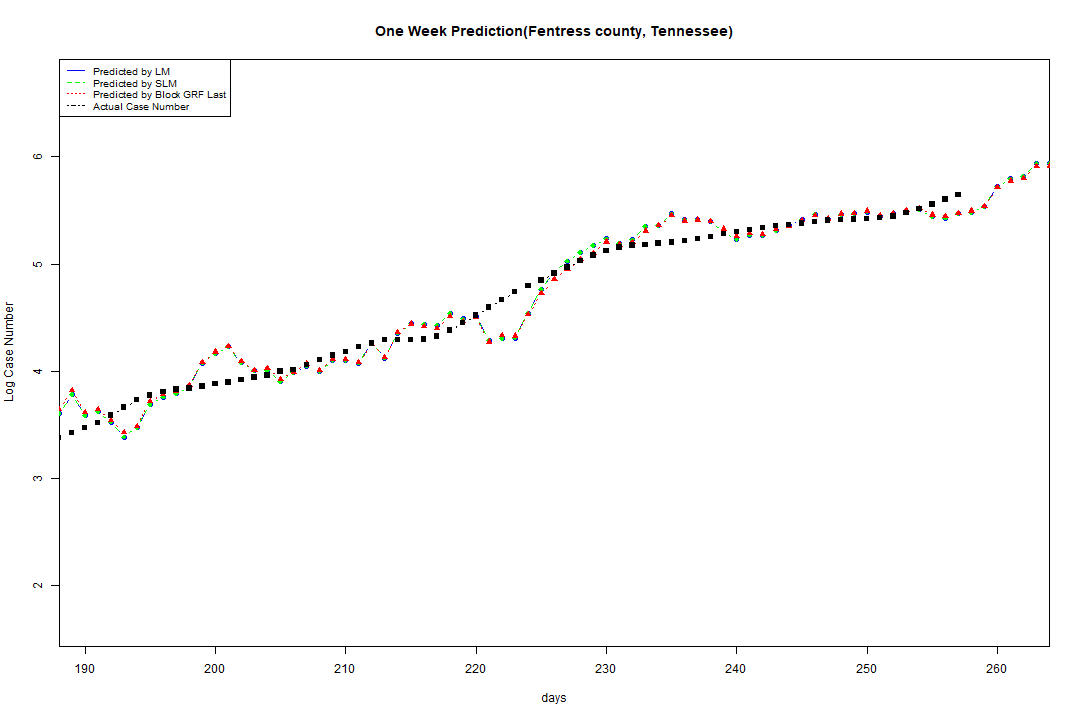 One Week Prediction(Fentress county, Tennessee)
Predicted by LM
Predicted by SLM
Predicted by Block GRF Last
Actual Case Number
6
5
4
3
2
Log Case Number
190 200 210 220 230 240 250 260
days